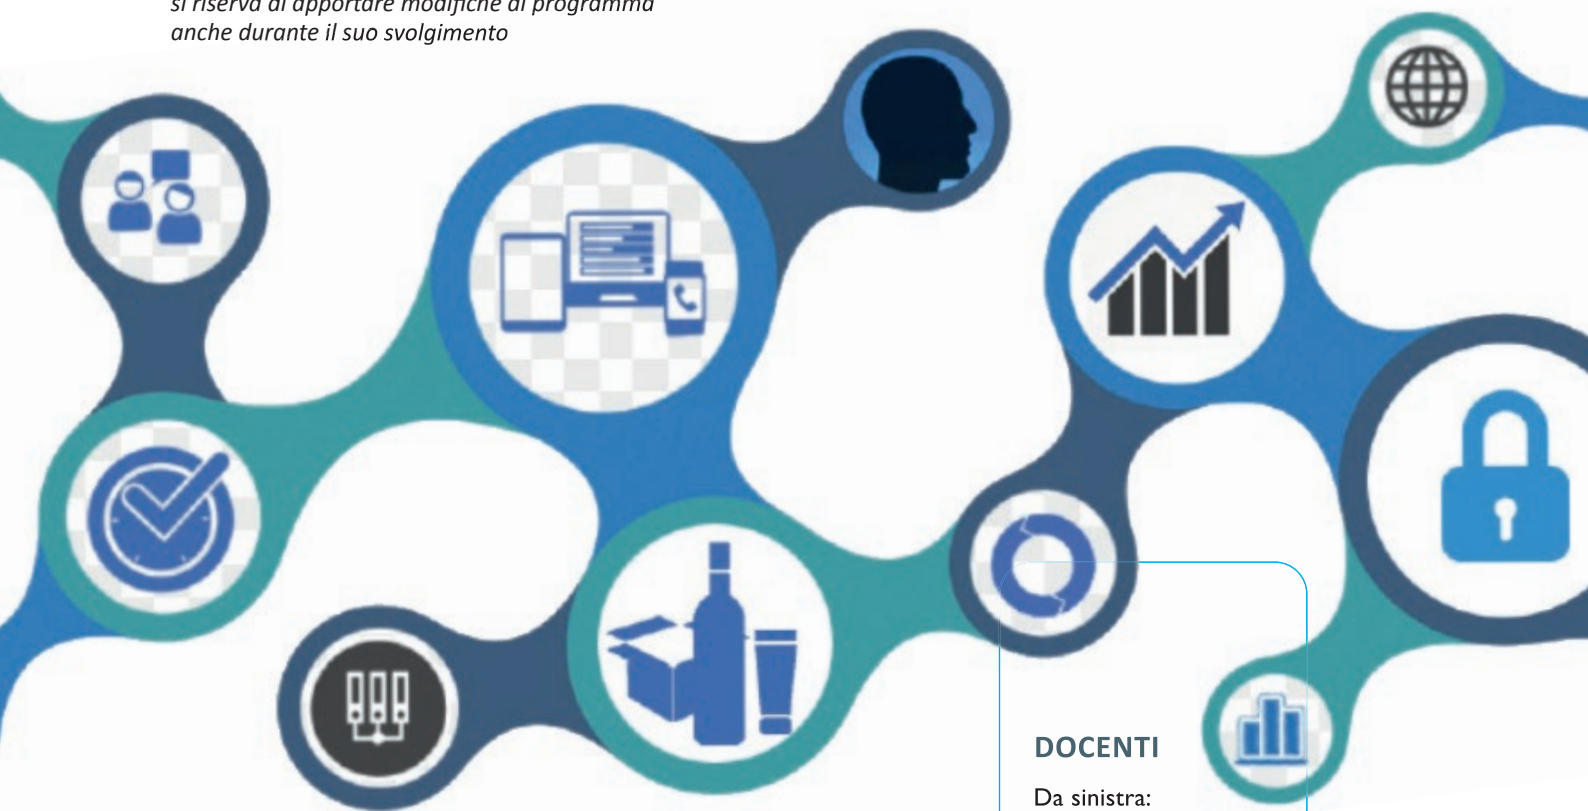 si riserva di apportare modifiche al programma
anche durante il suo svolgimento
DOCENTI
Da sinistra: